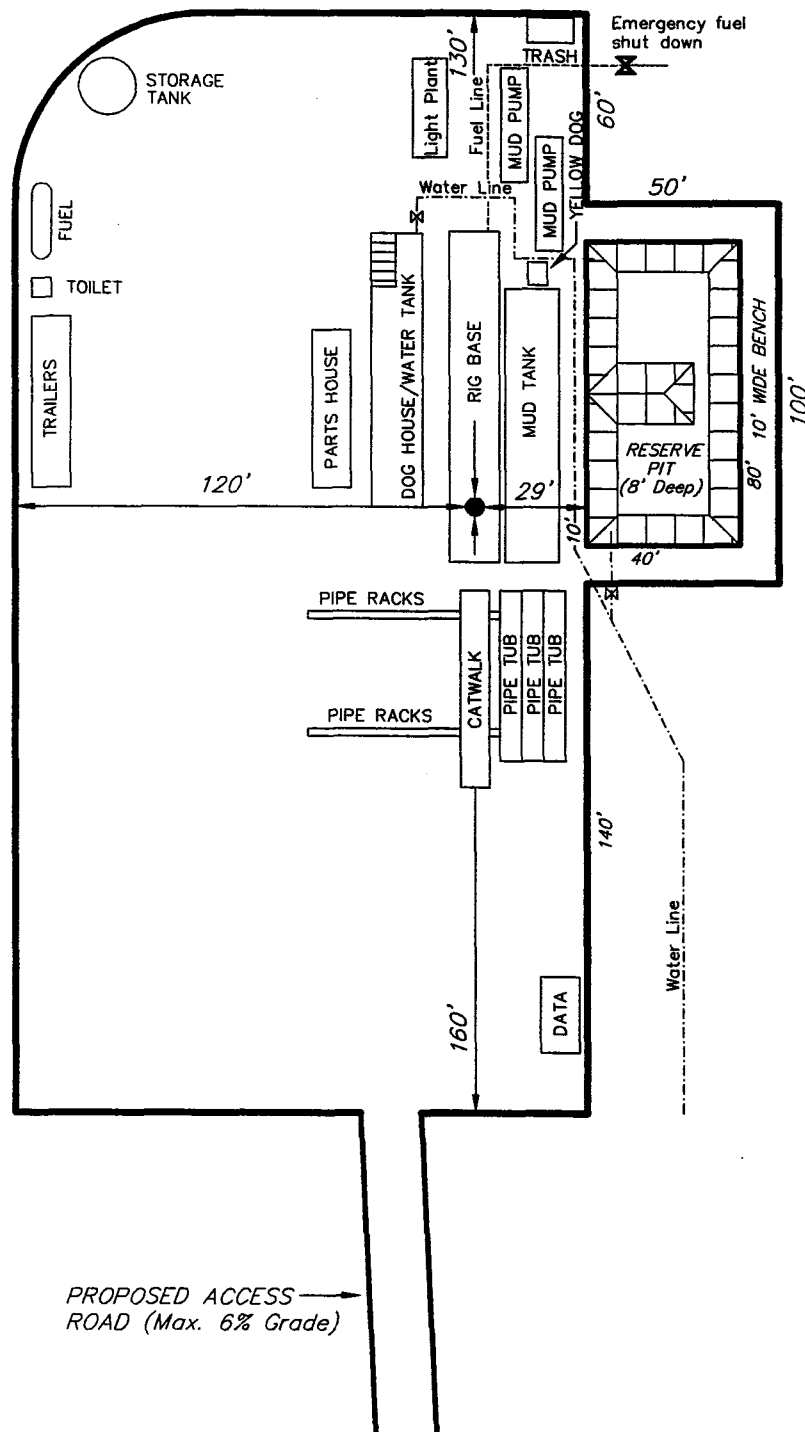 Emergency fuel
shut down
TRASH
130'
STORAGE
TANK
Light Plant
Fuel Line
MUD PUMP
60'
MUD PUMP
YELLOW DOG
Water Line
50'
FUEL
TOILET
TRAILERS
PARTS HOUSE
DOG HOUSE/WATER TANK
RIG BASE
MUD TANK
RESERVE
PIT
(8' Deep)
80'
10' WIDE BENCH
100'
120'
29'
10'
40'
PIPE RACKS
CATWALK
PIPE TUB
PIPE TUB
PIPE TUB
PIPE RACKS
140'
Water Line
DATA
160'
PROPOSED ACCESS
ROAD (Max. 6% Grade)